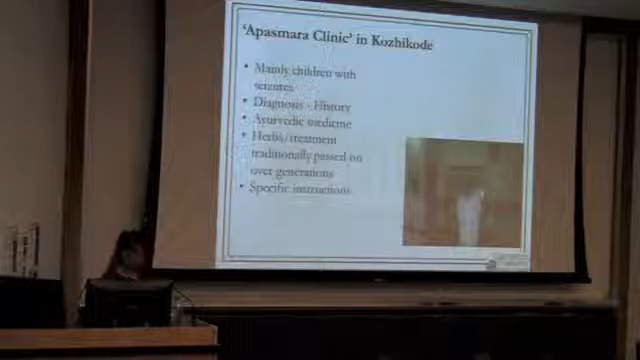 'Apasmara Clinic' in Kozhikode
• Mainly children with
seizures
• Diagnosis - History
• Ayurvedic medicine
• Herbs/treatment
traditionally passed on
over generations
• Specific instructions